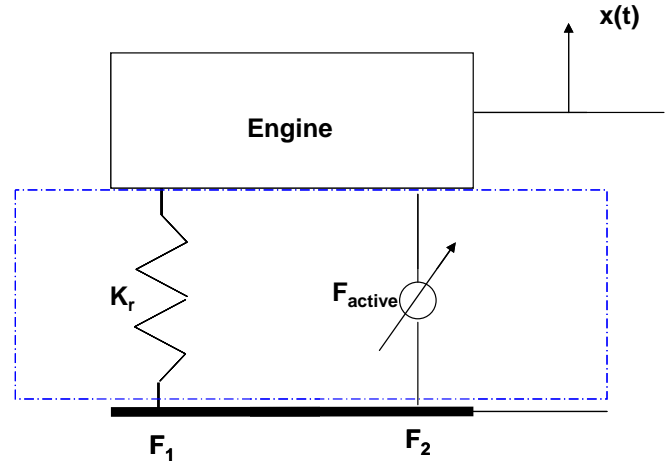 x(t)
Engine
Kr
Factive
F1
F2